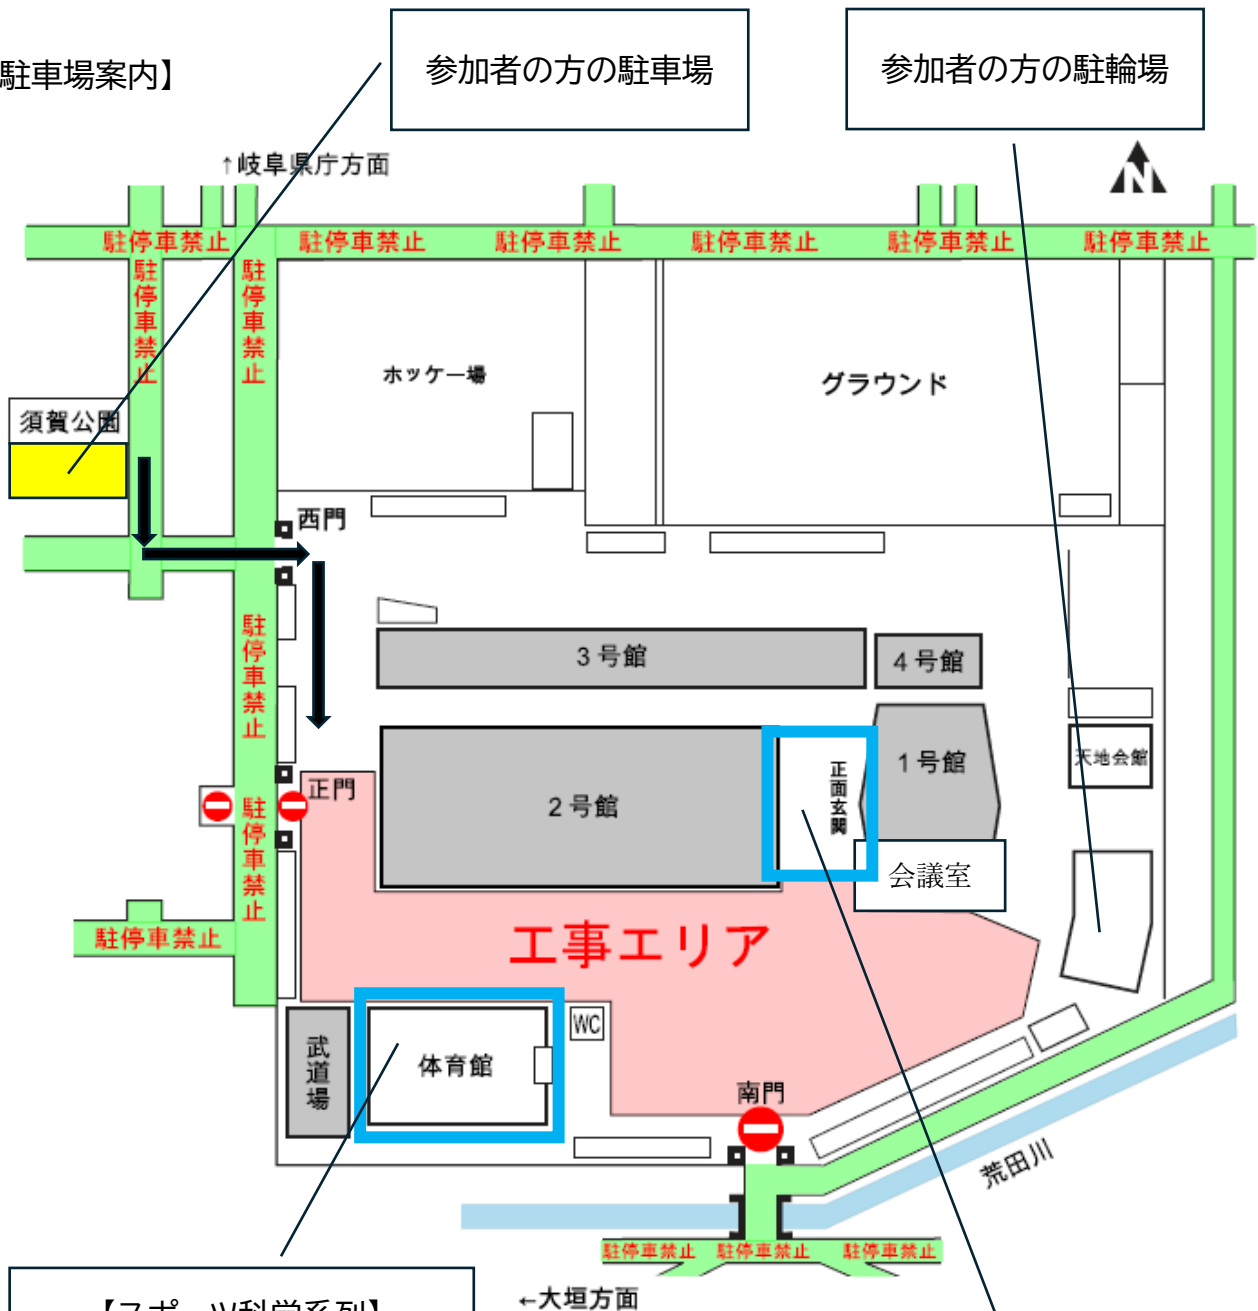 駐車場案内】
参加者の方の駐車場
参加者の方の駐輪場
↑岐阜県庁方面
N
駐停車禁止
駐停車禁止
駐停車禁止
駐停車禁止
駐停車禁止
駐停車禁止
駐停車禁止
駐停車禁止
ホッケー場
グラウンド
須賀公園
西門
駐停車禁止
3号館
4号館
正門
2号館
正面玄関
1号館
天地会館
駐停車禁止
会議室
駐停車禁止
工事エリア
武道場
体育館
WC
南門
荒田川
駐停車禁止
駐停車禁止
駐停車禁止
【スポーツ科学系列】
←大垣方面